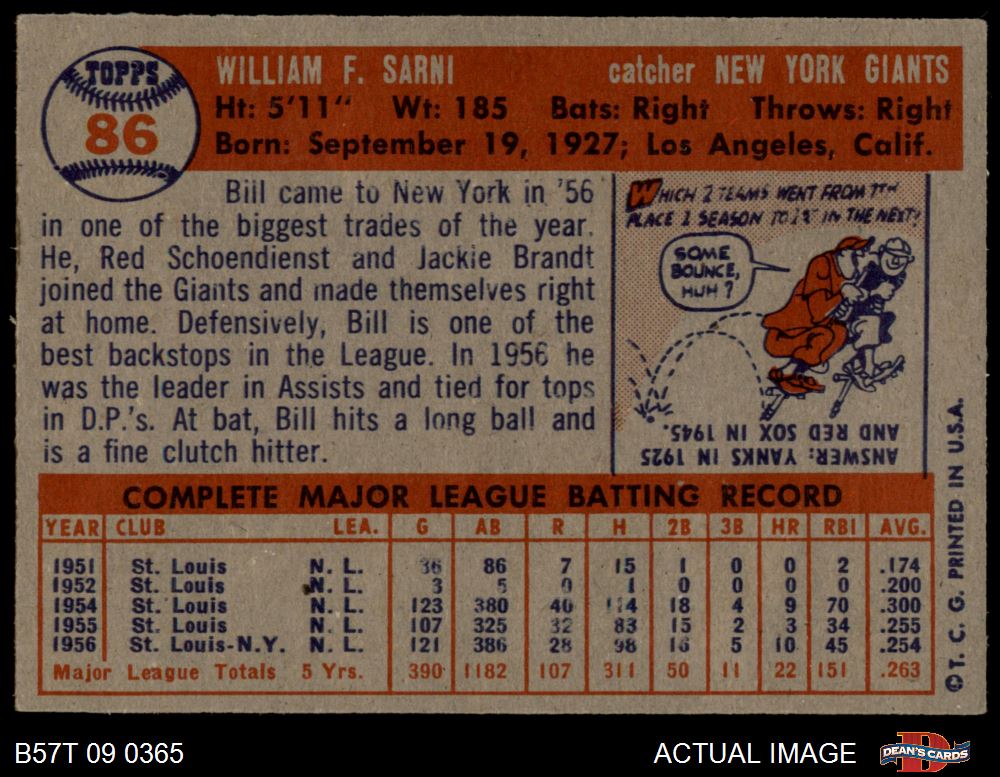 TOPPS
86
WILLIAM F. SARNI catcher NEW YORK GIANTS
Ht: 5'11" Wt: 185 Bats: Right Throws: Right
Born: September 19, 1927; Los Angeles, Calif.
Bill came to New York in '56
in one of the biggest trades of the year.
He, Red Schoendienst and Jackie Brandt
joined the Giants and made themselves right
at home. Defensively, Bill is one of the
best backstops in the League. In 1956 he
was the leader in Assists and tied for tops
in D.P.'s. At bat, Bill hits a long ball and
is a fine clutch hitter.
WHICH 2 TEAMS WENT FROM 7TH
PLACE 1 SEASON TO 1ST IN THE NEXT?
SOME
BOUNCE,
HUH?
ANSWER: YANKS IN 1925
AND RED SOX IN 1945.
COMPLETE MAJOR LEAGUE BATTING RECORD
YEAR CLUB LEA. G AB R H 2B 3B HR RBI AVG.
1951 St. Louis N. L. 36 86 7 15 1 0 0 2 .174
1952 St. Louis N. L. 3 5 0 1 0 0 0 0 .200
1954 St. Louis N. L. 123 380 40 114 18 4 9 70 .300
1955 St. Louis N. L. 107 325 32 83 15 2 3 34 .255
1956 St. Louis-N.Y. N. L. 121 386 28 98 16 5 10 45 .254
Major League Totals 5 Yrs. 390 1182 107 311 50 11 22 151 .263
© T. C. G. PRINTED IN U.S.A.
B57T 09 0365 ACTUAL IMAGE DEAN'S CARDS